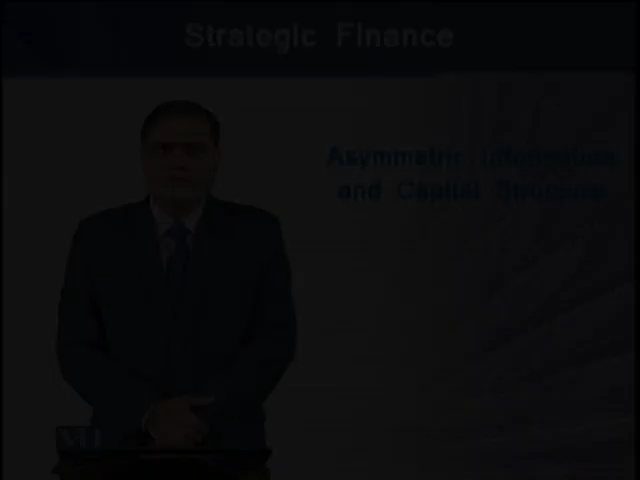 Strategic Finance
Asymmetric Information
and Capital Structure